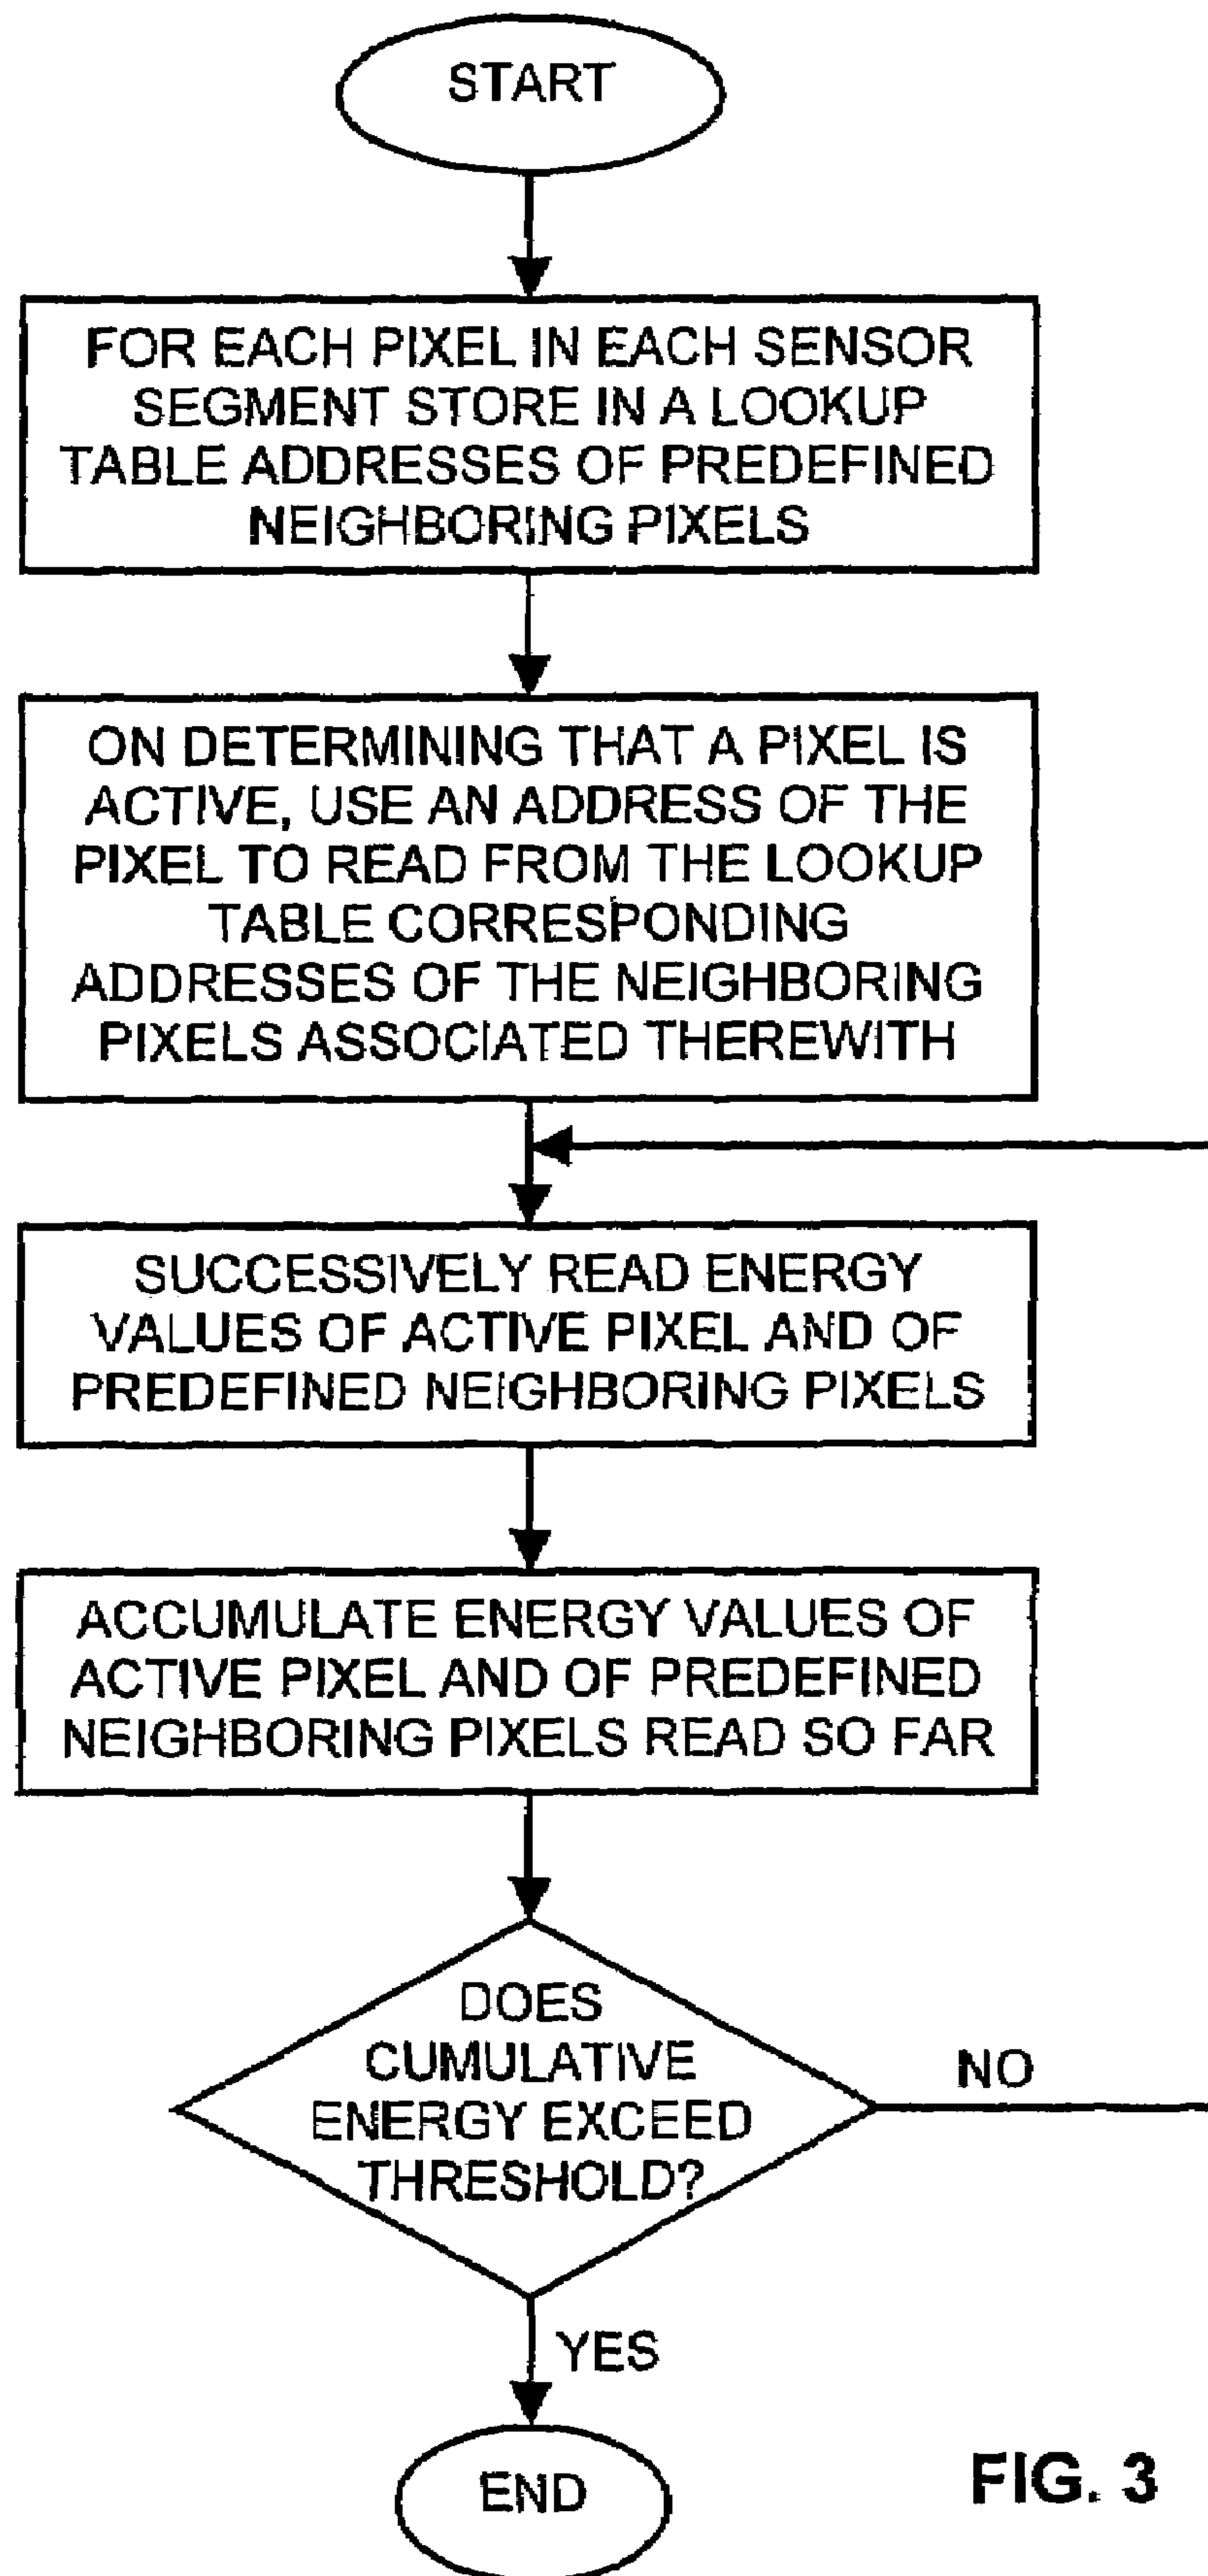 START
FOR EACH PIXEL IN EACH SENSOR
SEGMENT STORE IN A LOOKUP
TABLE ADDRESSES OF PREDEFINED
NEIGHBORING PIXELS
ON DETERMINING THAT A PIXEL IS
ACTIVE, USE AN ADDRESS OF THE
PIXEL TO READ FROM THE LOOKUP
TABLE CORRESPONDING
ADDRESSES OF THE NEIGHBORING
PIXELS ASSOCIATED THEREWITH
SUCCESSIVELY READ ENERGY
VALUES OF ACTIVE PIXEL AND OF
PREDEFINED NEIGHBORING PIXELS
ACCUMULATE ENERGY VALUES OF
ACTIVE PIXEL AND OF PREDEFINED
NEIGHBORING PIXELS READ SO FAR
DOES
CUMULATIVE
ENERGY EXCEED
THRESHOLD?
NO
YES
END
FIG. 3